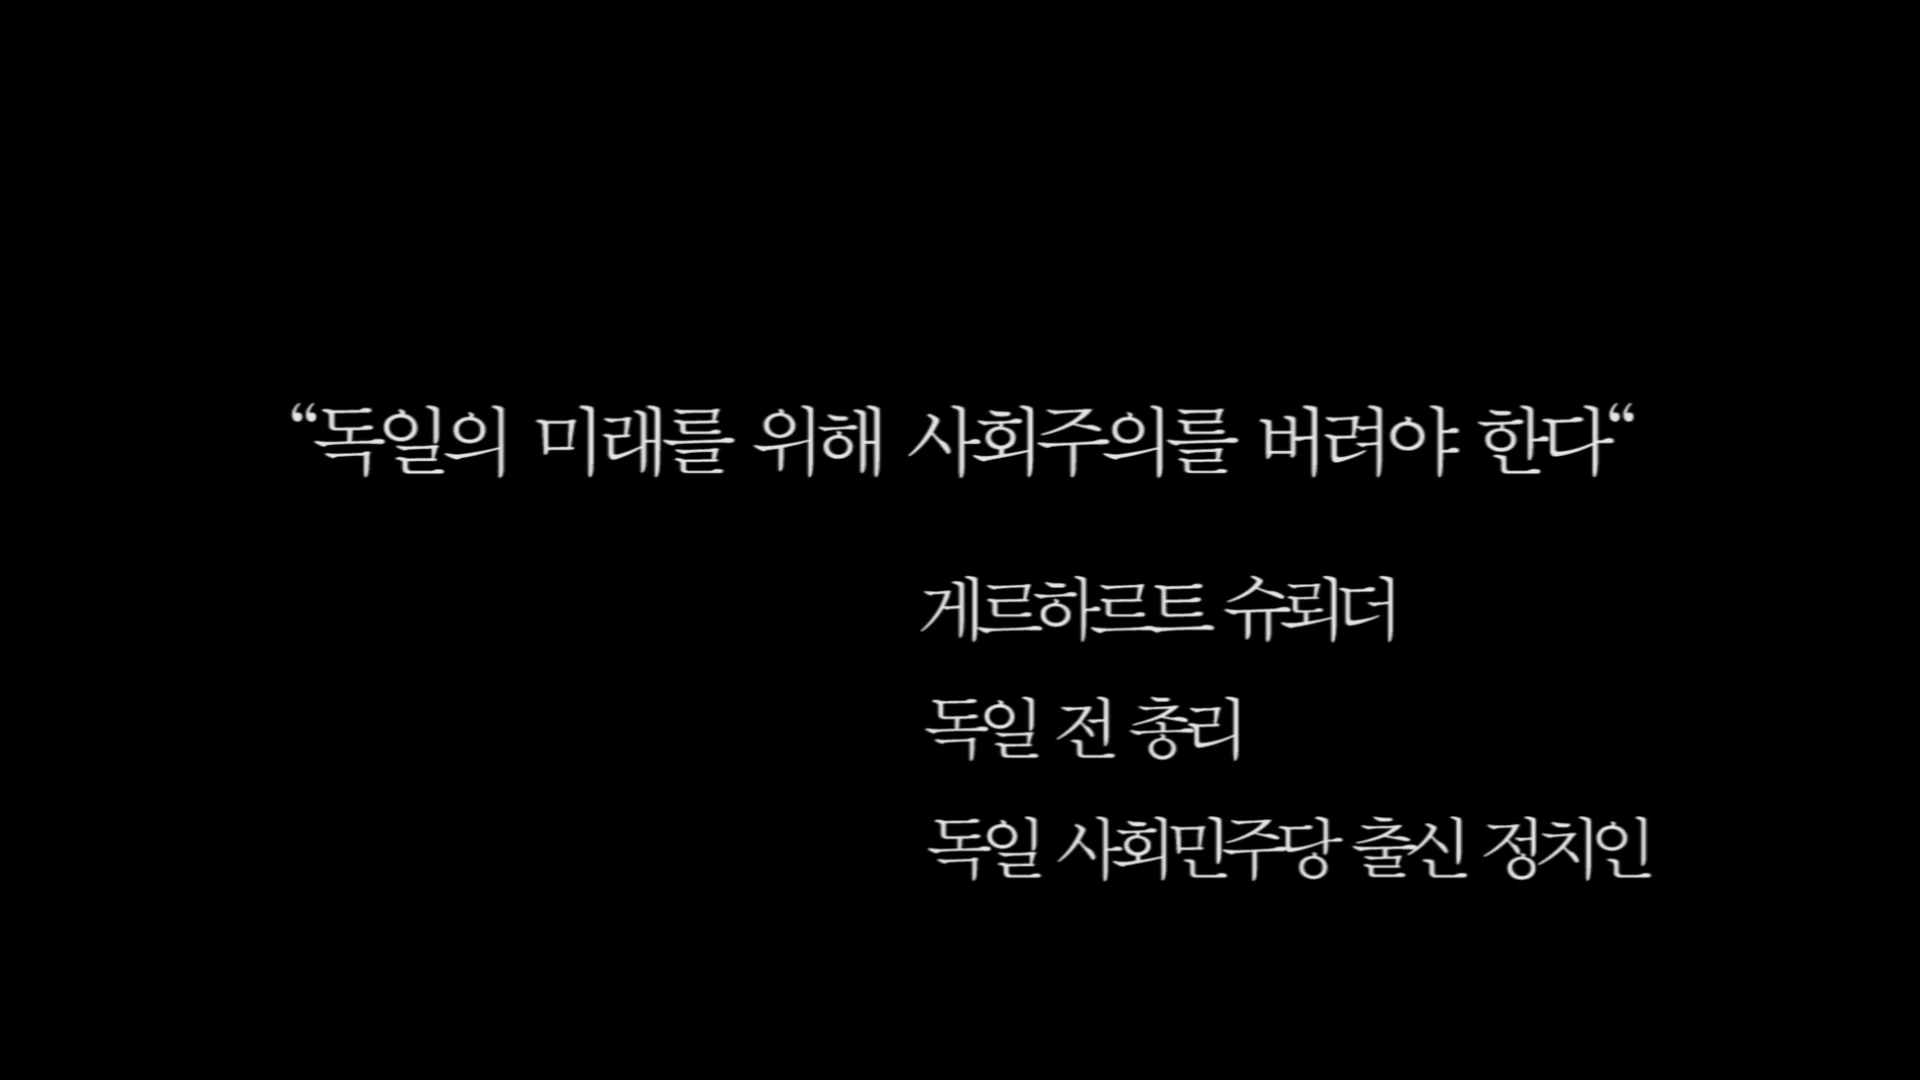 “독일의 미래를 위해 사회주의를 버려야 한다“
게르하르트 슈뢰더
독일 전 총리
독일 사회민주당 출신 정치인